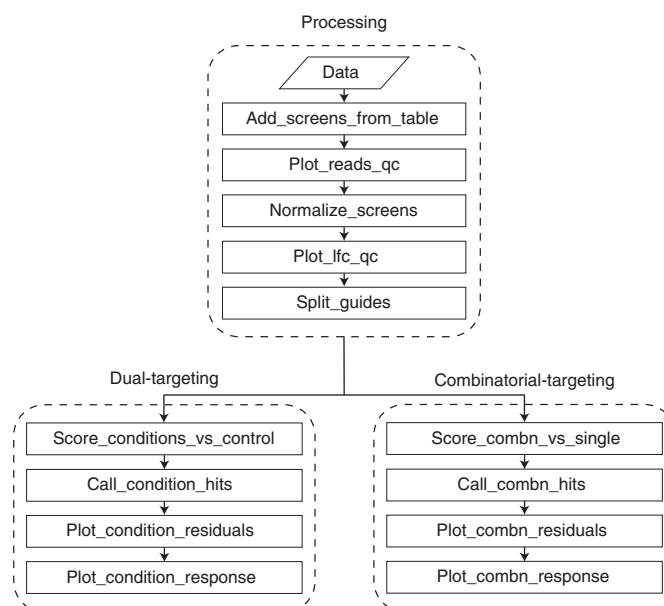 Processing
Data
Add_screens_from_table
Plot_reads_qc
Normalize_screens
Plot_lfc_qc
Split_guides
Dual-targeting
Score_conditions_vs_control
Call_condition_hits
Plot_condition_residuals
Plot_condition_response
Combinatorial-targeting
Score_combn_vs_single
Call_combn_hits
Plot_combn_residuals
Plot_combn_response